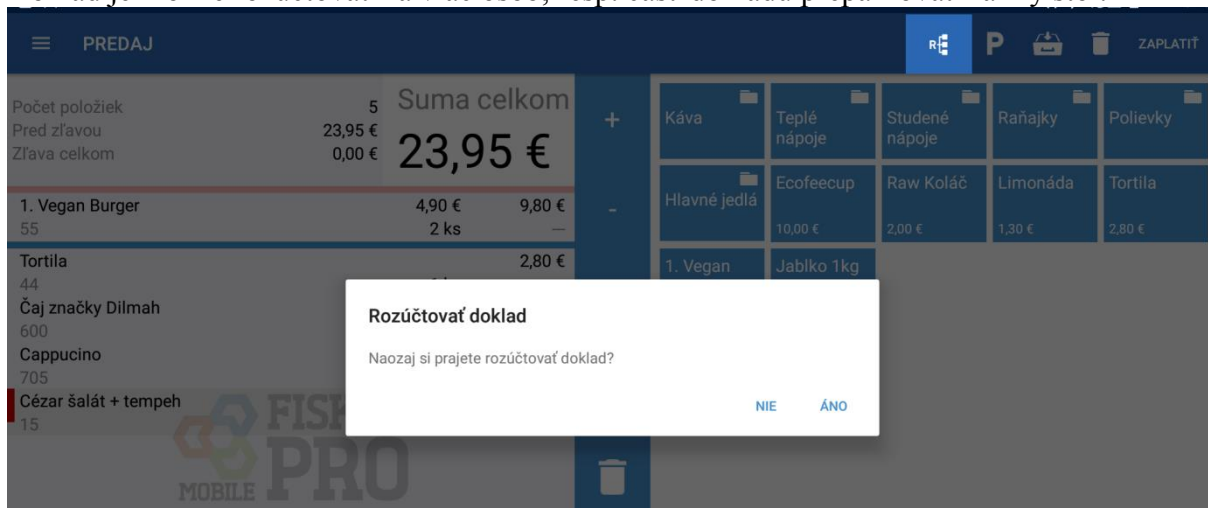 PREDAJ
R
P
ZAPLATIŤ
Počet položiek 5
Pred zľavou 23,95 €
Zľava celkom 0,00 €
Suma celkom
23,95 €
1. Vegan Burger 4,90 € 9,80 €
55 2 ks —
Tortila 2,80 €
44
Čaj značky Dilmah
600
Cappucino
705
Cézar šalát + tempeh
15
+
-
Káva
Teplé nápoje
Studené nápoje
Raňajky
Polievky
Hlavné jedlá
Ecofeecup
10,00 €
Raw Koláč
2,00 €
Limonáda
1,30 €
Tortila
2,80 €
1. Vegan
Jablko 1kg
Rozúčtovať doklad
Naozaj si prajete rozúčtovať doklad?
NIE ÁNO
PRO
MOBILE